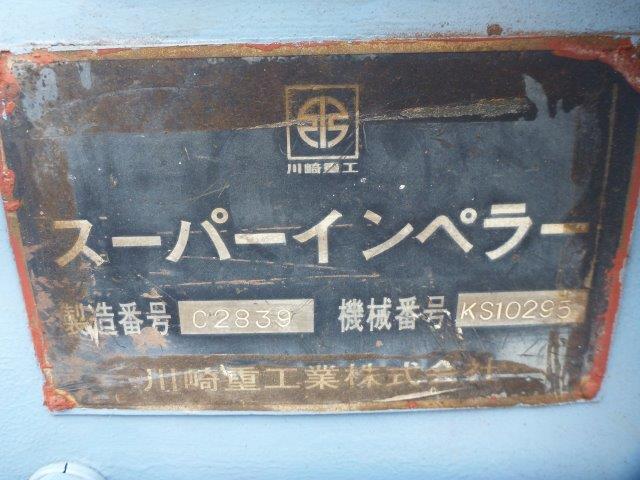 川崎重工
スーパーインペラー
製造番号 C2839 機械番号 KS10295
川崎重工業株式会社